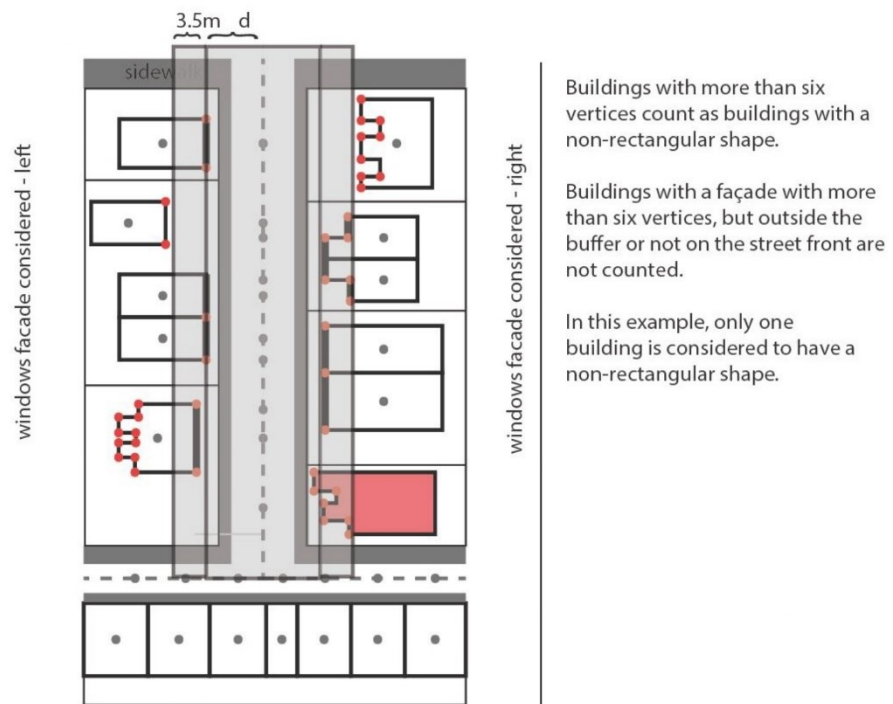 3.5m d
sidewalk
windows facade considered - left
windows facade considered - right
Buildings with more than six
vertices count as buildings with a
non-rectangular shape.
Buildings with a façade with more
than six vertices, but outside the
buffer or not on the street front are
not counted.
In this example, only one
building is considered to have a
non-rectangular shape.